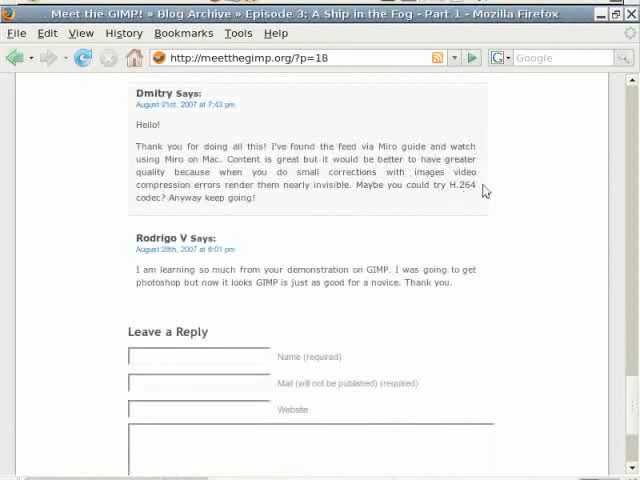 Meet the GIMP! » Blog Archive » Episode 3: A Ship in the Fog - Part 1 - Mozilla Firefox
File Edit View History Bookmarks Tools Help
http://meetthegimp.org/?p=18
Google
Dmitry Says:
August 21st, 2007 at 7:43 pm
Hello!
Thank you for doing all this! I've found the feed via Miro guide and watch
using Miro on Mac. Content is great but it would be better to have greater
quality because when you do small corrections with images video
compression errors render them nearly invisible. Maybe you could try H.264
codec? Anyway keep going!
Rodrigo V Says:
August 28th, 2007 at 6:01 pm
I am learning so much from your demonstration on GIMP. I was going to get
photoshop but now it looks GIMP is just as good for a novice. Thank you.
Leave a Reply
Name (required)
Mail (will not be published) (required)
Website